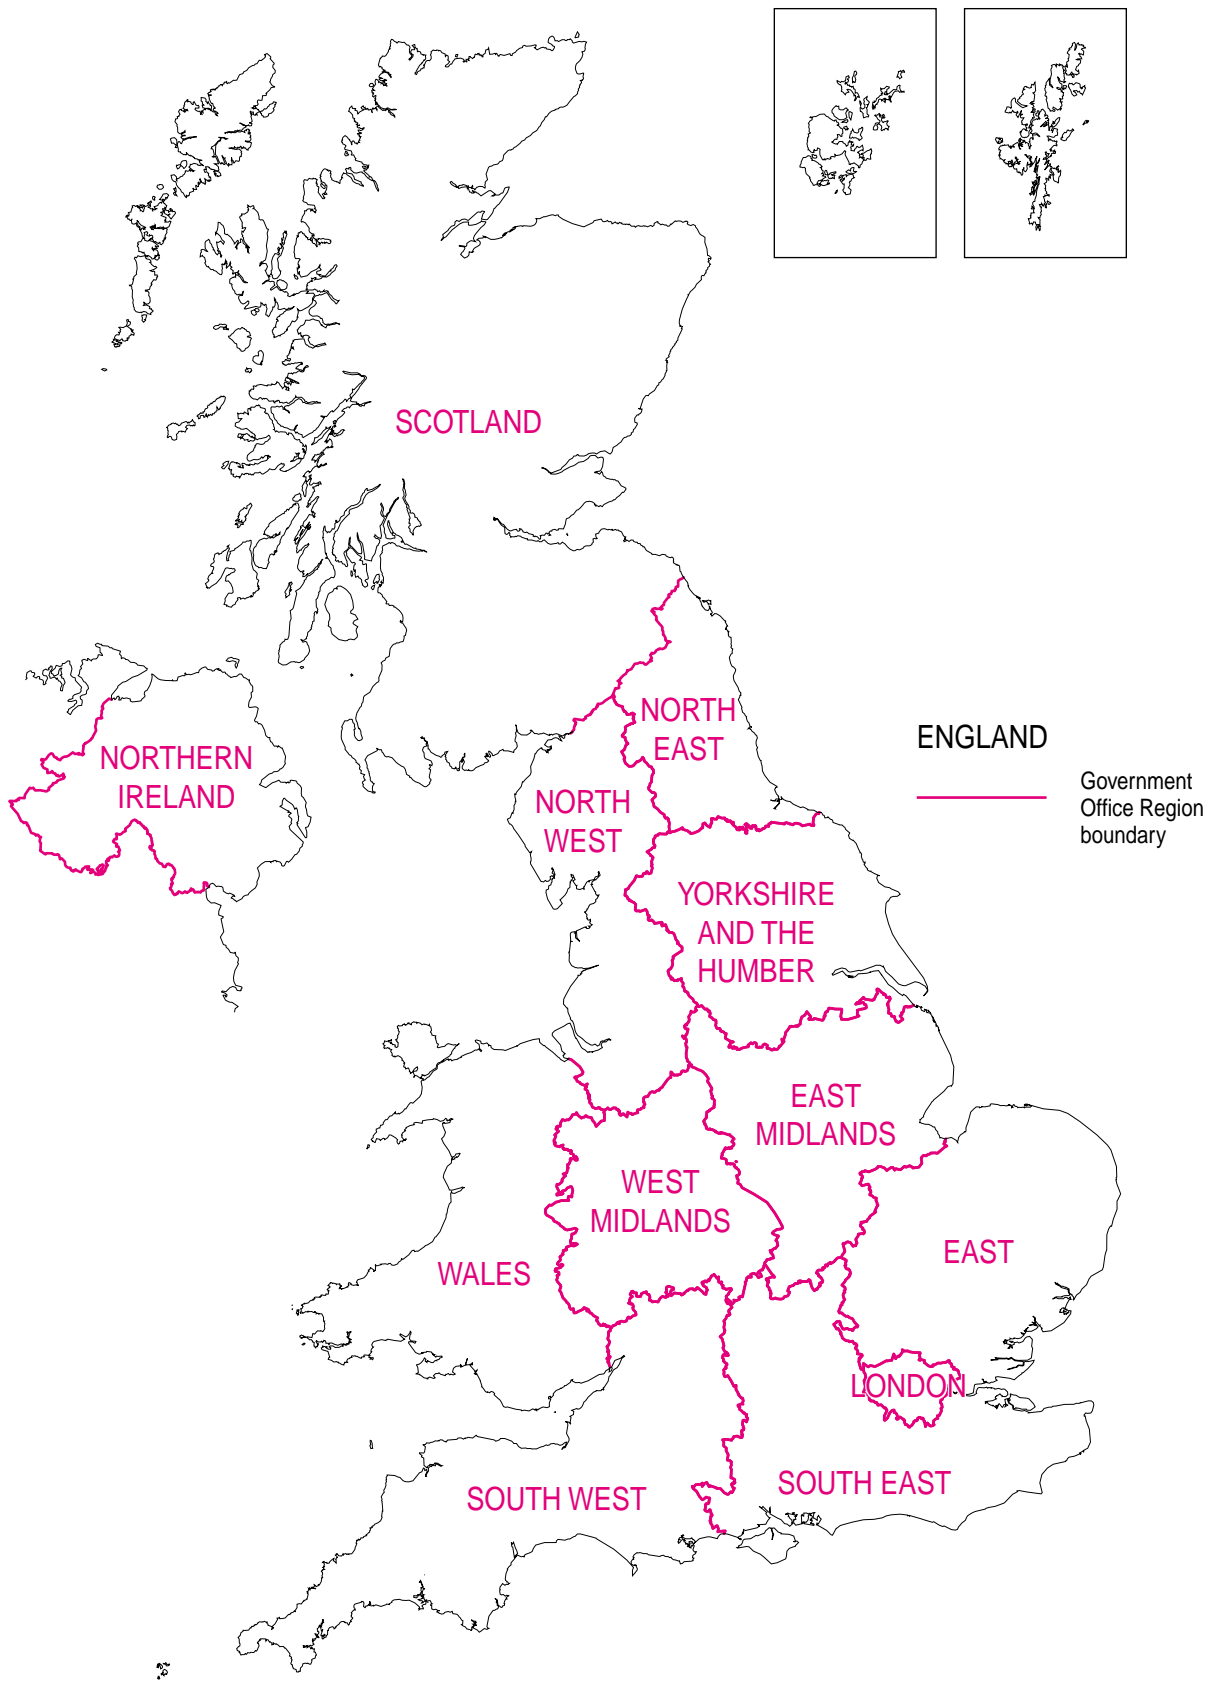 SCOTLAND
NORTH
EAST
ENGLAND
Government
Office Region
boundary
NORTHERN
IRELAND
NORTH
WEST
YORKSHIRE
AND THE
HUMBER
EAST
MIDLANDS
WEST
MIDLANDS
EAST
WALES
LONDON
SOUTH EAST
SOUTH WEST